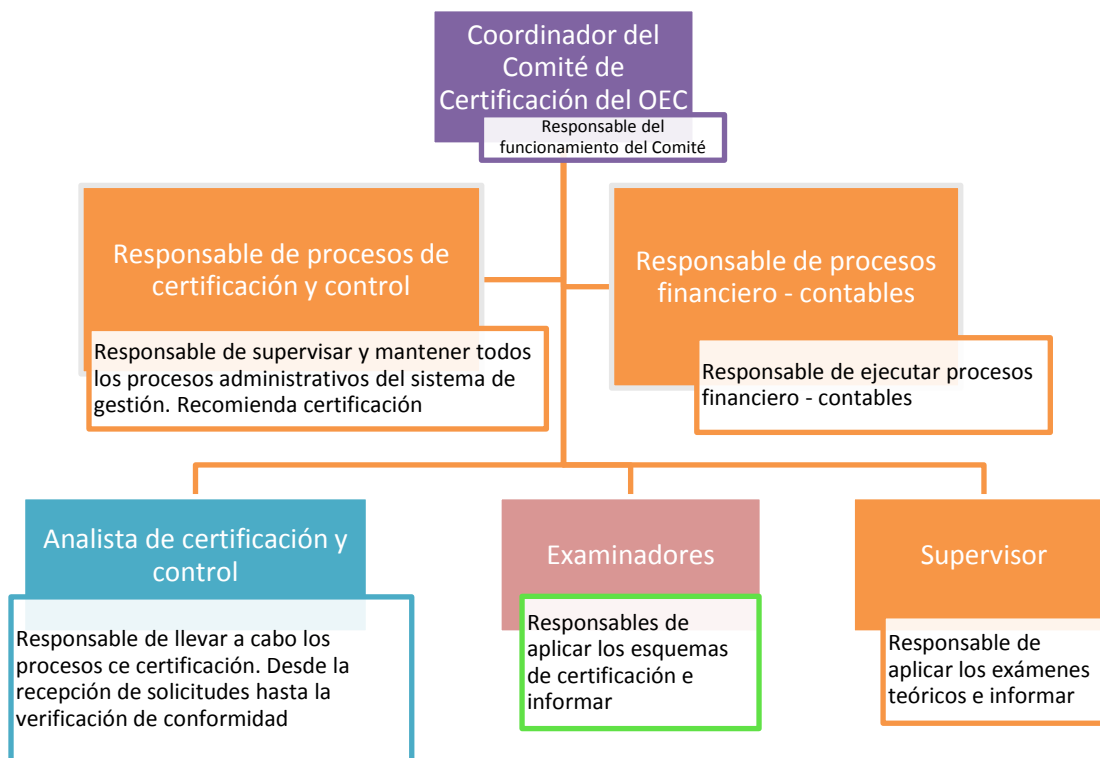 Coordinador del
Comité de
Certificación del OEC
Responsable del
funcionamiento del Comité
Responsable de procesos de
certificación y control
Responsable de supervisar y mantener todos
los procesos administrativos del sistema de
gestión. Recomienda certificación
Responsable de procesos
financiero - contables
Responsable de ejecutar procesos
financiero - contables
Analista de certificación y
control
Responsable de llevar a cabo los
procesos ce certificación. Desde la
recepción de solicitudes hasta la
verificación de conformidad
Examinadores
Responsables de
aplicar los esquemas
de certificación e
informar
Supervisor
Responsable de
aplicar los exámenes
teóricos e informar